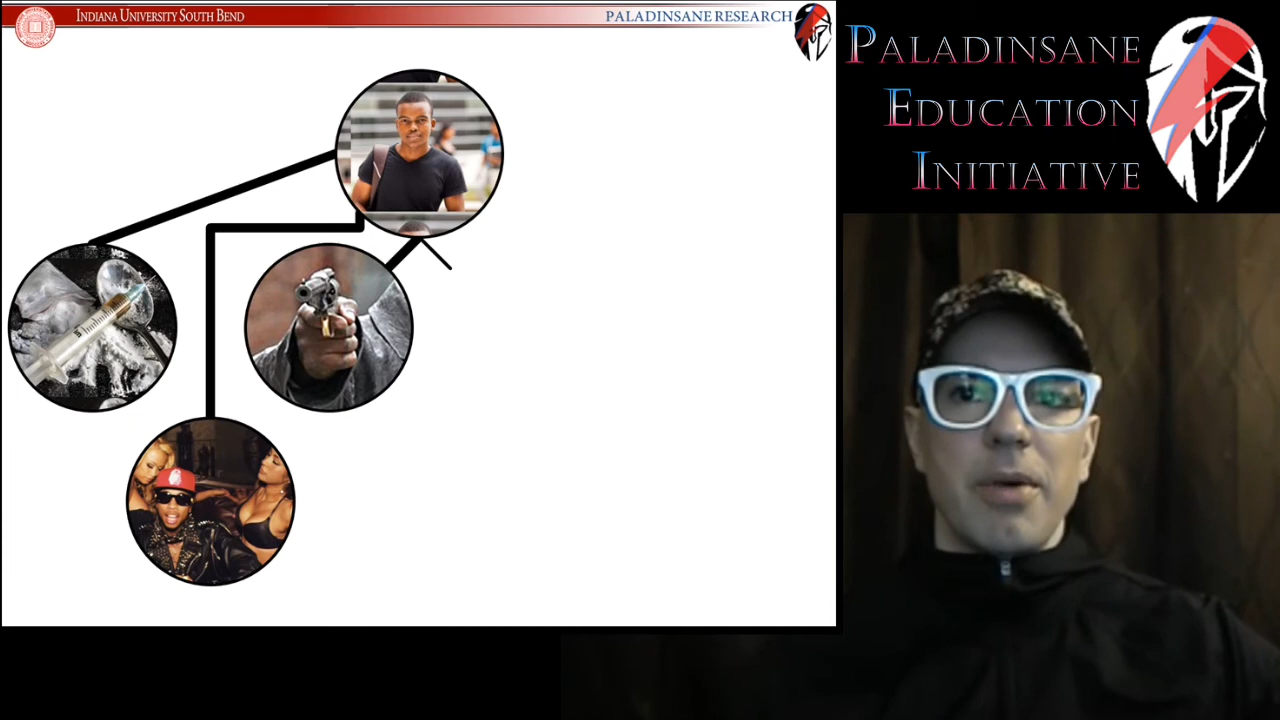 INDIANA UNIVERSITY SOUTH BEND
PALADINSANE RESEARCH
PALADINSANE
EDUCATION
INITIATIVE